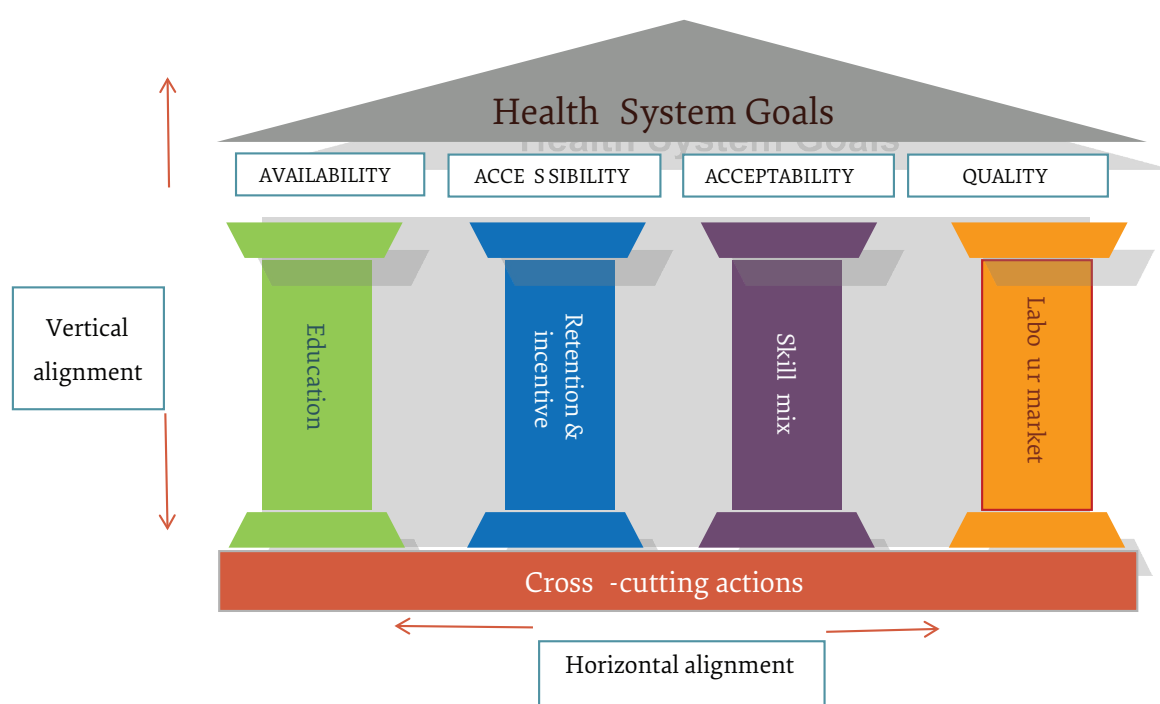 Health System Goals
AVAILABILITY
ACCE S SIBILITY
ACCEPTABILITY
QUALITY
Vertical
alignment
Education
Retention &
incentive
Skill mix
Labo ur market
Cross -cutting actions
Horizontal alignment